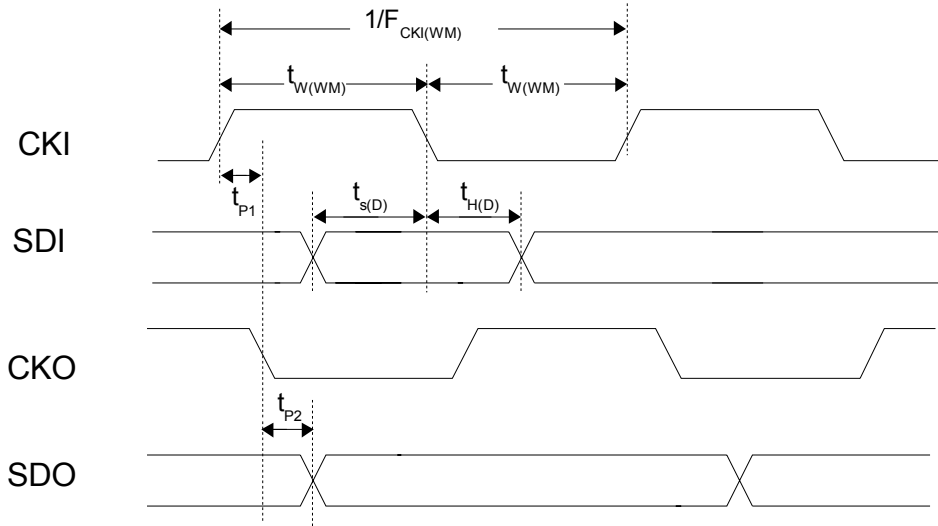 1/F_CKI(WM)
t_W(WM) t_W(WM)
CKI
t_P1 t_s(D) t_H(D)
SDI
CKO
t_P2
SDO